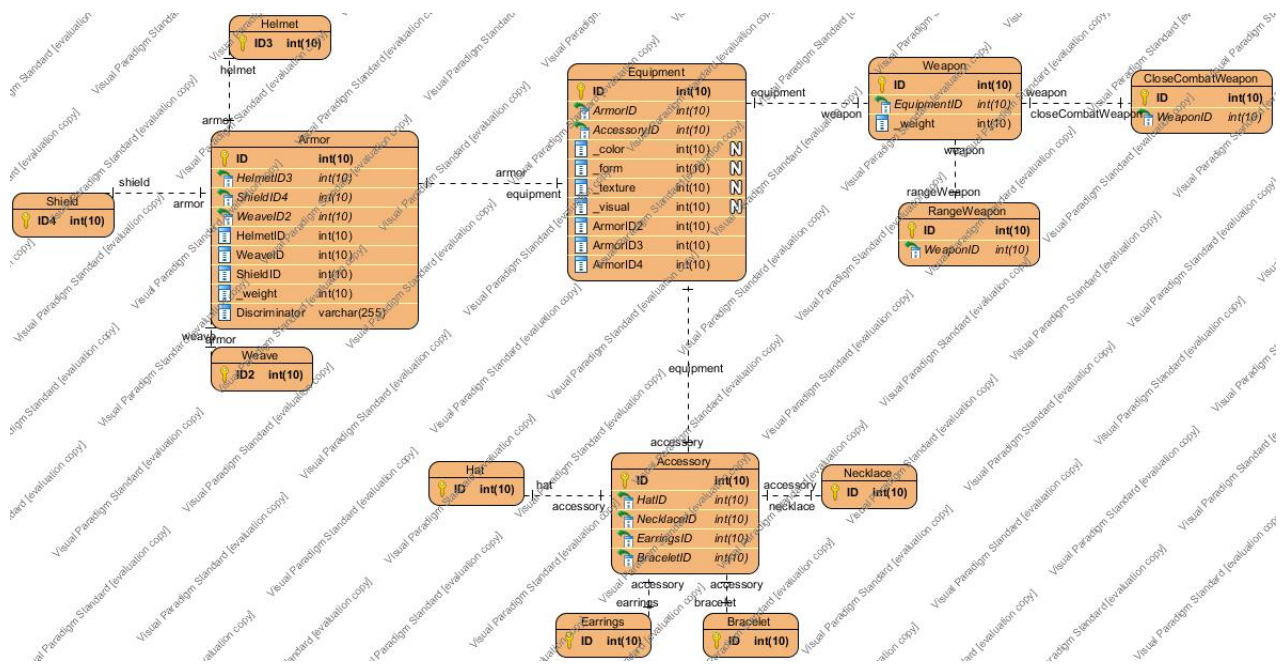 Helmet
ID3 int(10)
helmet
armor
Armor
ID int(10)
HelmetID3 int(10)
ShieldID4 int(10)
WeaveID2 int(10)
HelmetID int(10)
WeaveID int(10)
ShieldID int(10)
_weight int(10)
Discriminator varchar(255)
shield
armor
Shield
ID4 int(10)
weave
armor
Weave
ID2 int(10)
armor
equipment
Equipment
ID int(10)
ArmorID int(10)
AccessoryID int(10)
_color int(10) N
_form int(10) N
_texture int(10) N
_visual int(10) N
ArmorID2 int(10)
ArmorID3 int(10)
ArmorID4 int(10)
equipment
weapon
Weapon
ID int(10)
EquipmentID int(10)
_weight int(10)
weapon
closeCombatWeapon
CloseCombatWeapon
ID int(10)
WeaponID int(10)
weapon
rangeWeapon
RangeWeapon
ID int(10)
WeaponID int(10)
equipment
accessory
Accessory
ID int(10)
HatID int(10)
NecklaceID int(10)
EarringsID int(10)
BraceletID int(10)
Hat
ID int(10)
hat
accessory
accessory
necklace
Necklace
ID int(10)
accessory
earrings
Earrings
ID int(10)
accessory
bracelet
Bracelet
ID int(10)
Visual Paradigm Standard [evaluation copy]